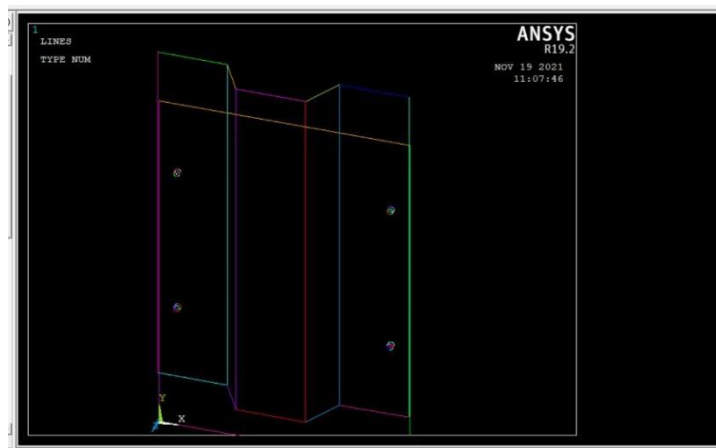 1
LINES
TYPE NUM
ANSYS
R19.2
NOV 19 2021
11:07:46
Y
X